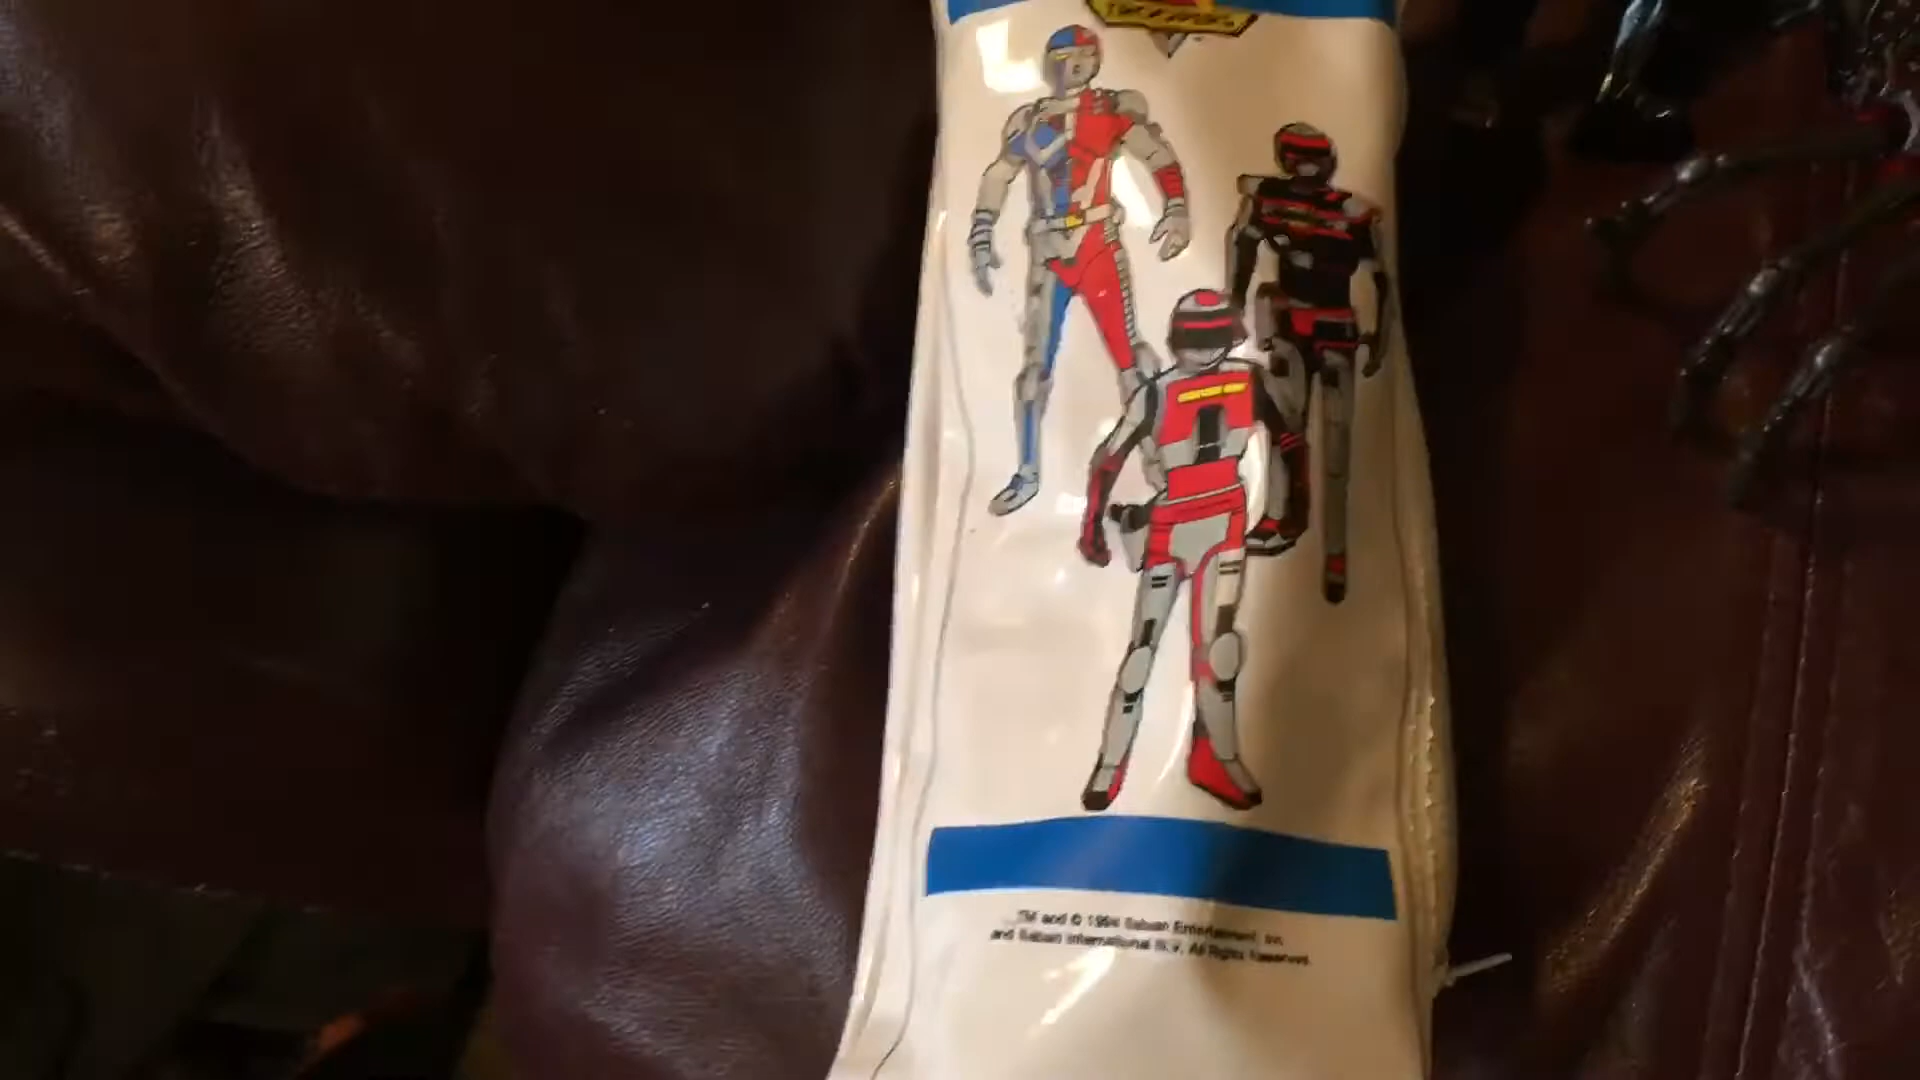 TM and © 1994 Saban Entertainment, Inc.
and Saban International N.V. All Rights Reserved.